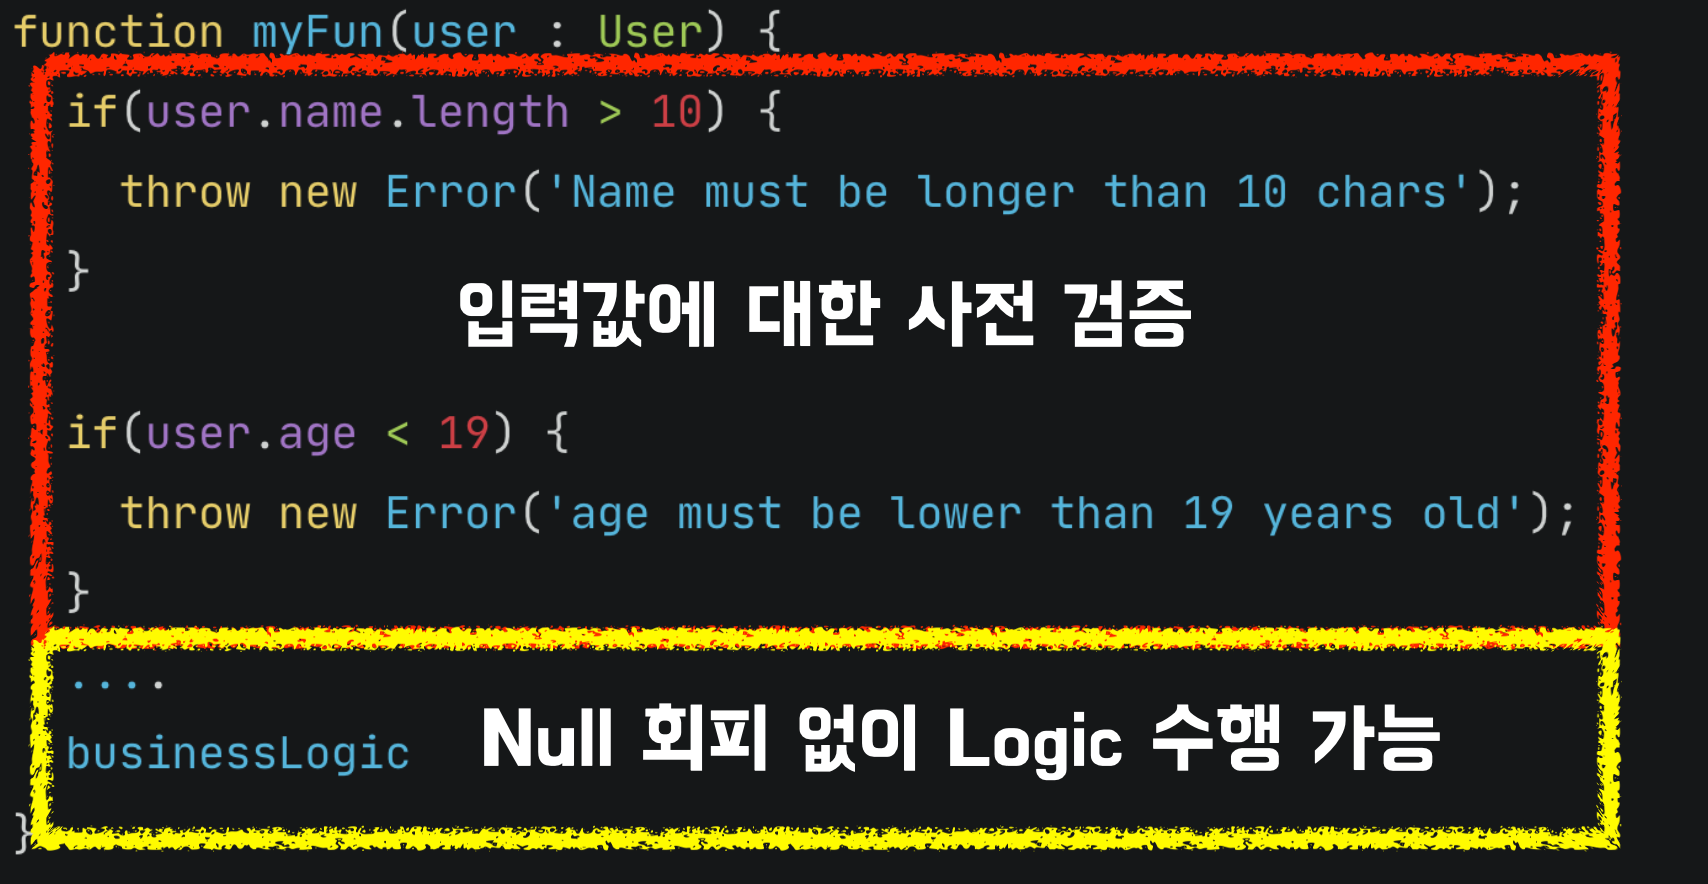 function myFun(user : User) {
if(user.name.length > 10) {
throw new Error('Name must be longer than 10 chars');
}
입력값에 대한 사전 검증
if(user.age < 19) {
throw new Error('age must be lower than 19 years old');
}
....
businessLogic
Null 회피 없이 Logic 수행 가능
}